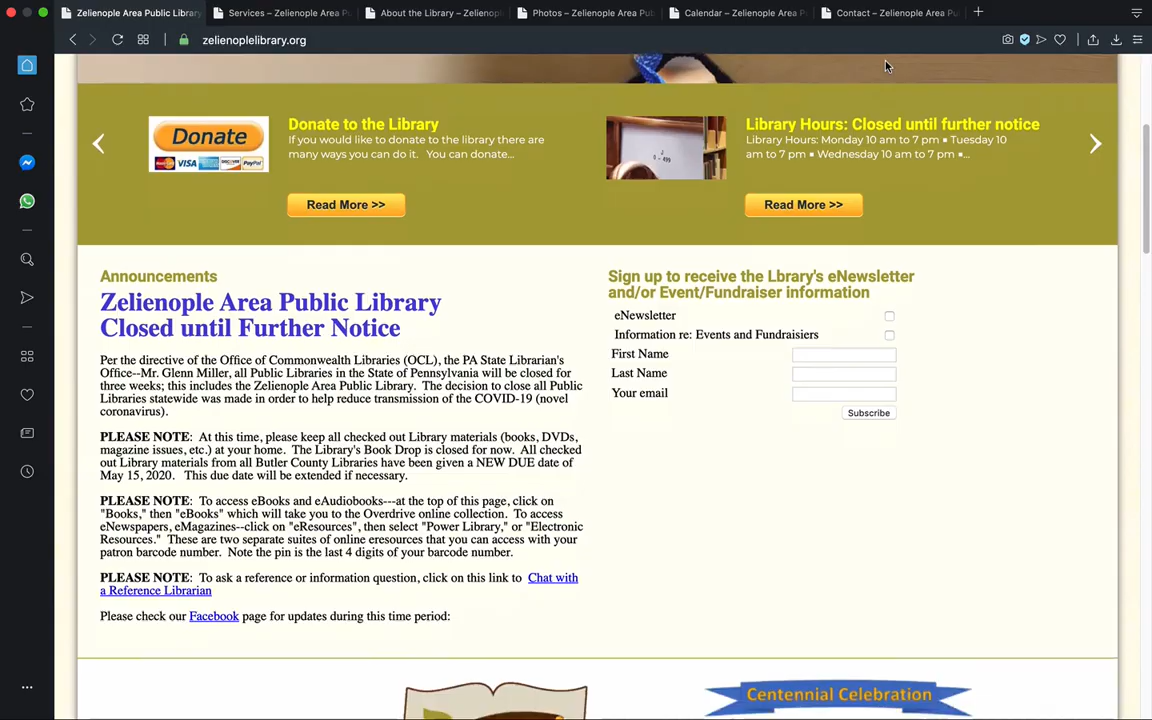 Zelienople Area Public Library
Services – Zelienople Area Pu
About the Library – Zelienopl
Photos – Zelienople Area Pub
Calendar – Zelienople Area P
Contact – Zelienople Area Pu
zelienoplelibrary.org
Donate
VISA
PayPal
Donate to the Library
If you would like to donate to the library there are
many ways you can do it. You can donate...
Read More >>
Library Hours: Closed until further notice
Library Hours: Monday 10 am to 7 pm ▪ Tuesday 10
am to 7 pm ▪ Wednesday 10 am to 7 pm ▪...
Read More >>
Announcements
Zelienople Area Public Library
Closed until Further Notice
Per the directive of the Office of Commonwealth Libraries (OCL), the PA State Librarian's
Office--Mr. Glenn Miller, all Public Libraries in the State of Pennsylvania will be closed for
three weeks; this includes the Zelienople Area Public Library. The decision to close all Public
Libraries statewide was made in order to help reduce transmission of the COVID-19 (novel
coronavirus).
PLEASE NOTE: At this time, please keep all checked out Library materials (books, DVDs,
magazine issues, etc.) at your home. The Library's Book Drop is closed for now. All checked
out Library materials from all Butler County Libraries have been given a NEW DUE date of
May 15, 2020. This due date will be extended if necessary.
PLEASE NOTE: To access eBooks and eAudiobooks---at the top of this page, click on
"Books," then "eBooks" which will take you to the Overdrive online collection. To access
eNewspapers, eMagazines--click on "eResources", then select "Power Library," or "Electronic
Resources." These are two separate suites of online eresources that you can access with your
patron barcode number. Note the pin is the last 4 digits of your barcode number.
PLEASE NOTE: To ask a reference or information question, click on this link to Chat with
a Reference Librarian
Please check our Facebook page for updates during this time period:
Sign up to receive the Lbrary's eNewsletter
and/or Event/Fundraiser information
eNewsletter
Information re: Events and Fundraisiers
First Name
Last Name
Your email
Subscribe
Centennial Celebration